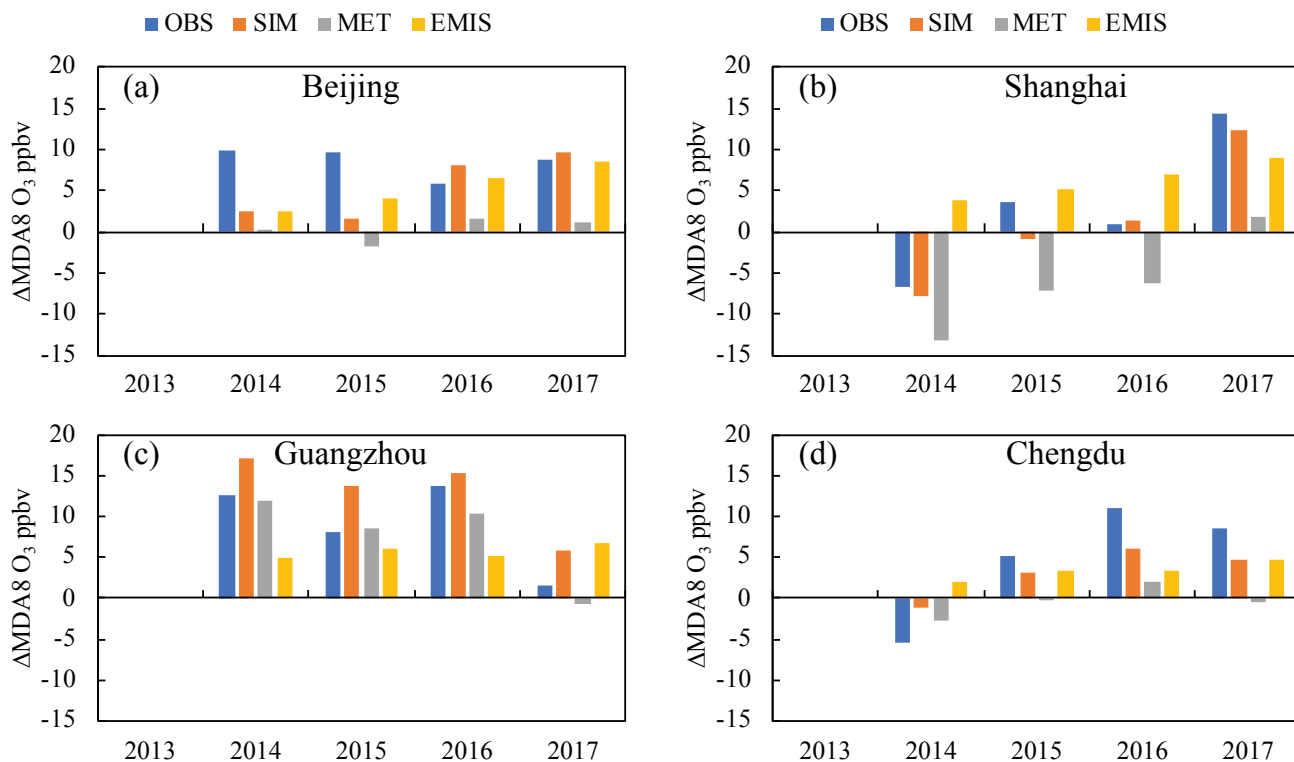 OBS SIM MET EMIS
OBS SIM MET EMIS
(a) Beijing
20
15
10
5
0
-5
-10
-15
ΔMDA8 O3 ppbv
2013 2014 2015 2016 2017
(b) Shanghai
20
15
10
5
0
-5
-10
-15
ΔMDA8 O3 ppbv
2013 2014 2015 2016 2017
(c) Guangzhou
20
15
10
5
0
-5
-10
-15
ΔMDA8 O3 ppbv
2013 2014 2015 2016 2017
(d) Chengdu
20
15
10
5
0
-5
-10
-15
ΔMDA8 O3 ppbv
2013 2014 2015 2016 2017